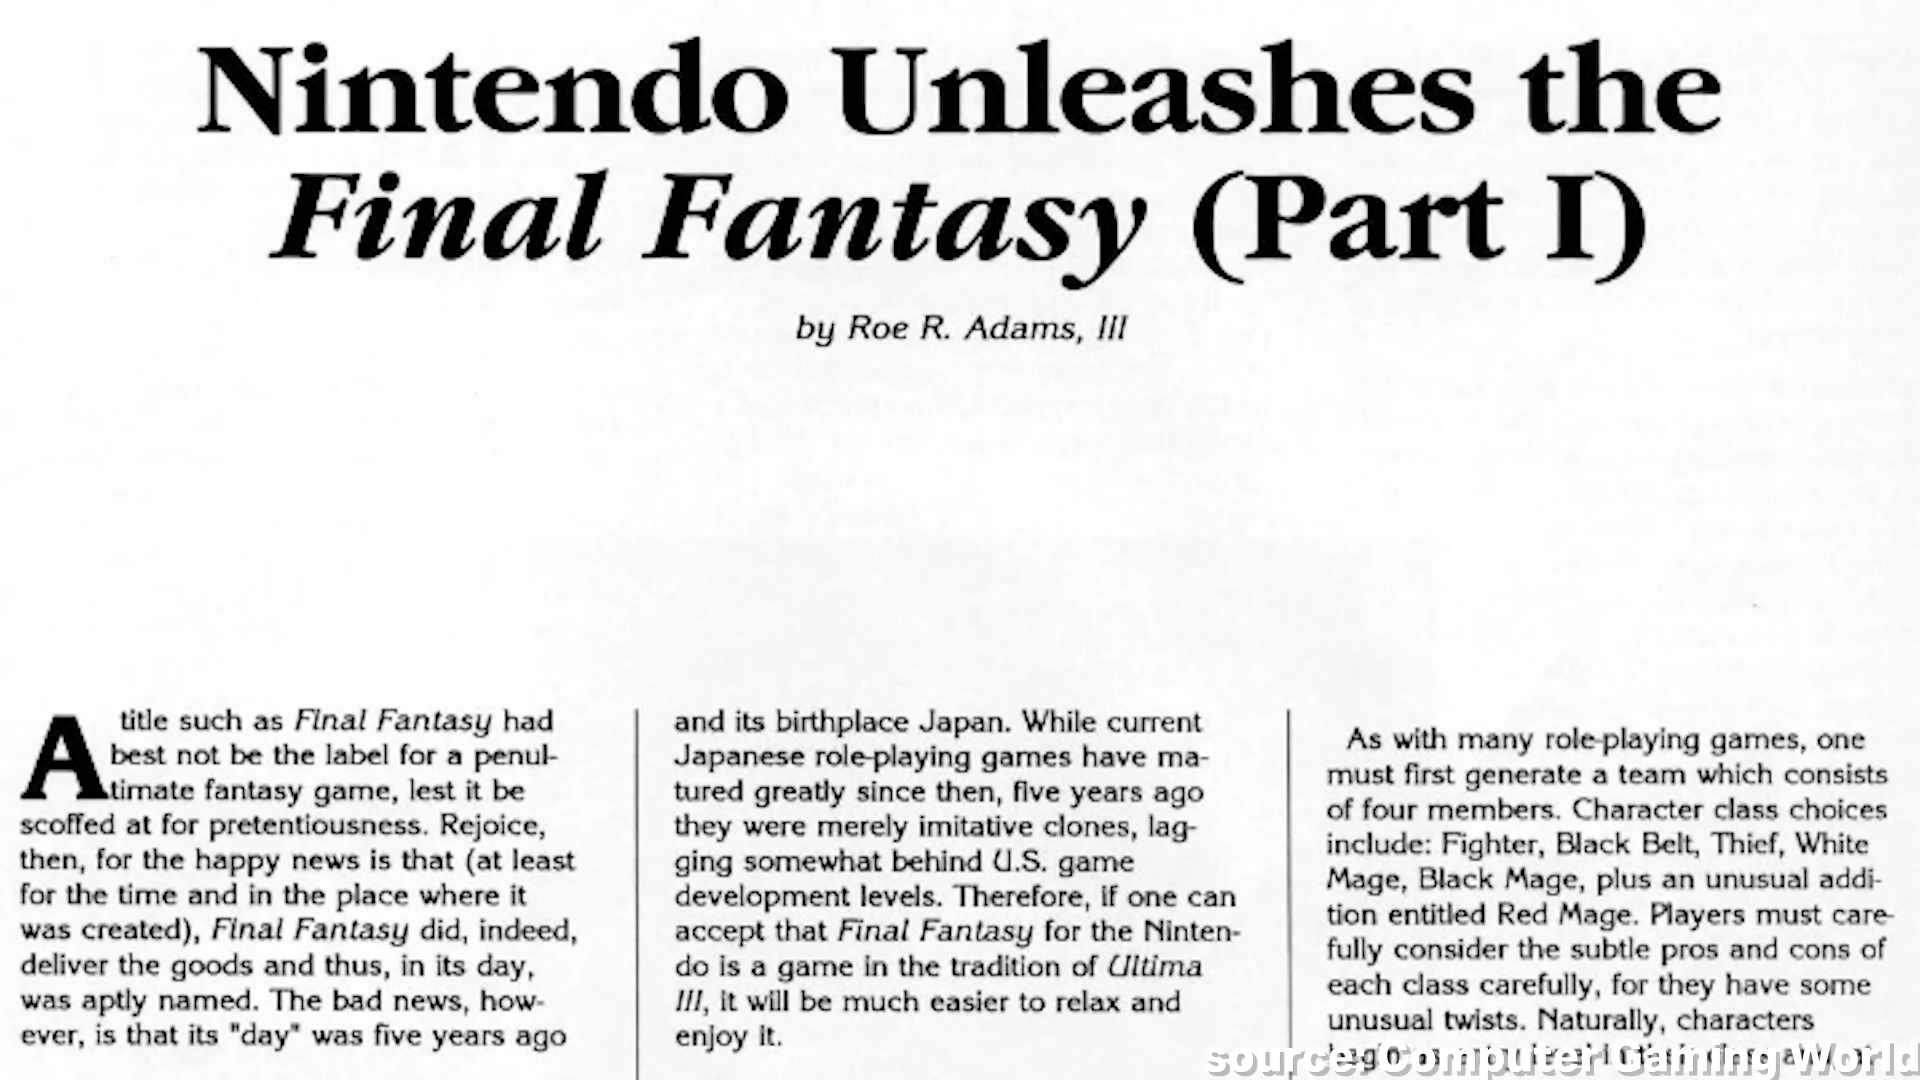 Nintendo Unleashes the
Final Fantasy (Part I)
by Roe R. Adams, III
A title such as Final Fantasy had
best not be the label for a penul-
timate fantasy game, lest it be
scoffed at for pretentiousness. Rejoice,
then, for the happy news is that (at least
for the time and in the place where it
was created), Final Fantasy did, indeed,
deliver the goods and thus, in its day,
was aptly named. The bad news, how-
ever, is that its "day" was five years ago
and its birthplace Japan. While current
Japanese role-playing games have ma-
tured greatly since then, five years ago
they were merely imitative clones, lag-
ging somewhat behind U.S. game
development levels. Therefore, if one can
accept that Final Fantasy for the Ninten-
do is a game in the tradition of Ultima
III, it will be much easier to relax and
enjoy it.
As with many role-playing games, one
must first generate a team which consists
of four members. Character class choices
include: Fighter, Black Belt, Thief, White
Mage, Black Mage, plus an unusual addi-
tion entitled Red Mage. Players must care-
fully consider the subtle pros and cons of
each class carefully, for they have some
unusual twists. Naturally, characters
source: Computer Gaming World